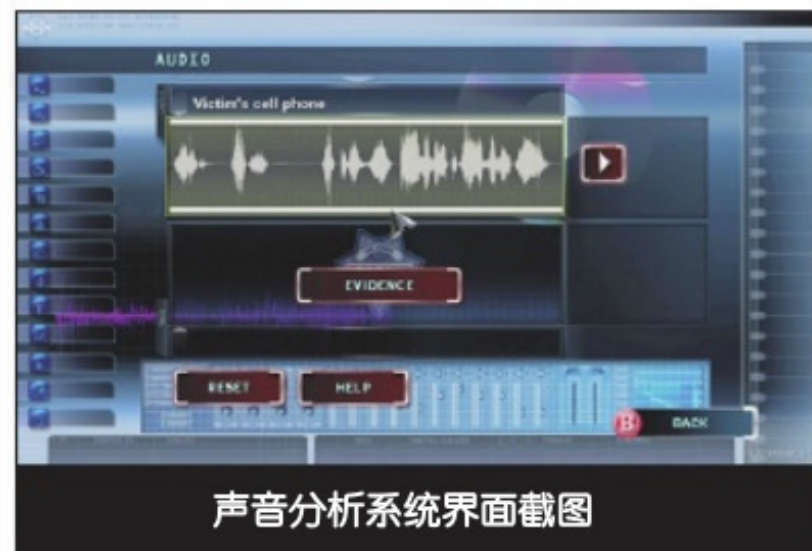 AUDIO
Victim's cell phone
EVIDENCE
RESET
HELP
B
BACK
声音分析系统界面截图